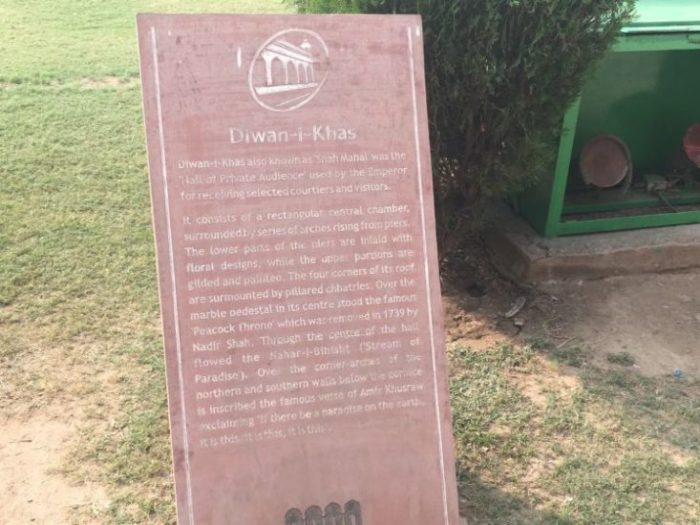 Diwan-i-Khas
Diwan-i-Khas also known as 'Shah Mahal' was the
'Hall of Private Audience' used by the Emperor
for receiving selected courtiers and visitors.
It consists of a rectangular central chamber,
surrounded by series of arches rising from piers.
The lower parts of the piers are inlaid with
floral designs, while the upper portions are
gilded and painted. The four corners of its roof
are surmounted by pillared chhatries. Over the
marble pedestal in its centre stood the famous
'Peacock Throne' which was removed in 1739 by
Nadir Shah. Through the centre of the hall
flowed the Nahar-i-Bihisht ('Stream of
Paradise'). Over the corner-arches of the
northern and southern walls below the cornice
is inscribed the famous verse of Amir Khusraw
exclaiming "If there be a paradise on the earth,
it is this, it is this, it is this".